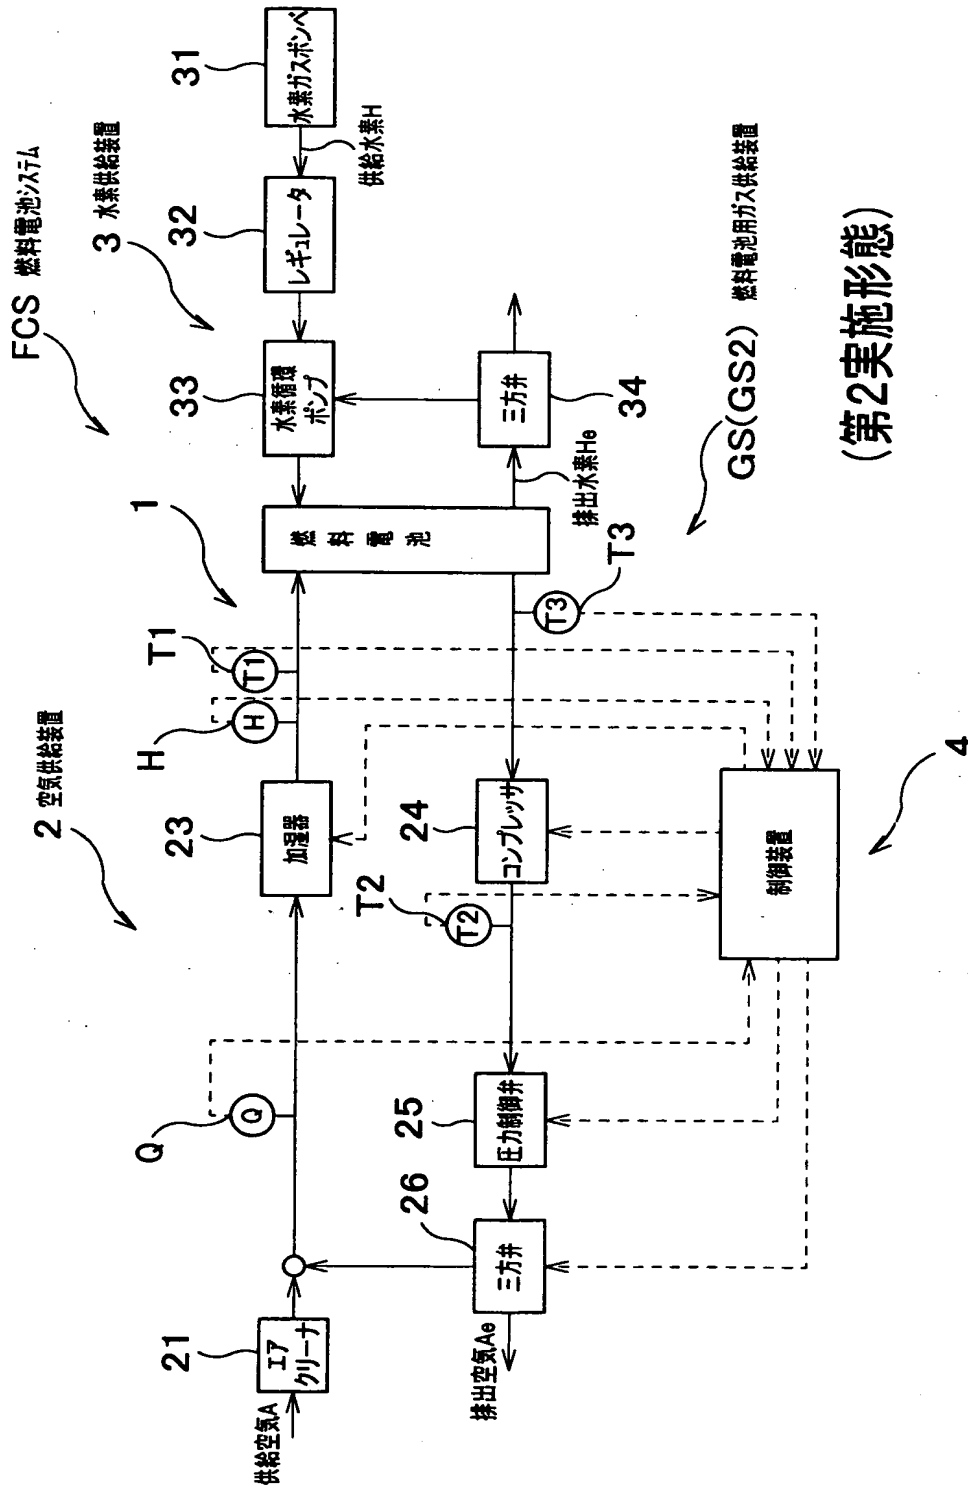 FCS 燃料電池システム
3 水素供給装置
31
水素ガスボンベ
供給水素H
32
レギュレータ
33
水素循環
ポンプ
三方弁
34
排出水素He
1
燃料電池
GS(GS2) 燃料電池用ガス供給装置
T3
T3
T1
T1
H
H
2 空気供給装置
23
加湿器
24
コンプレッサ
T2
T2
制御装置
4
Q
Q
25
圧力制御弁
26
三方弁
排出空気Ae
21
エア
クリーナ
供給空気A
(第2実施形態)